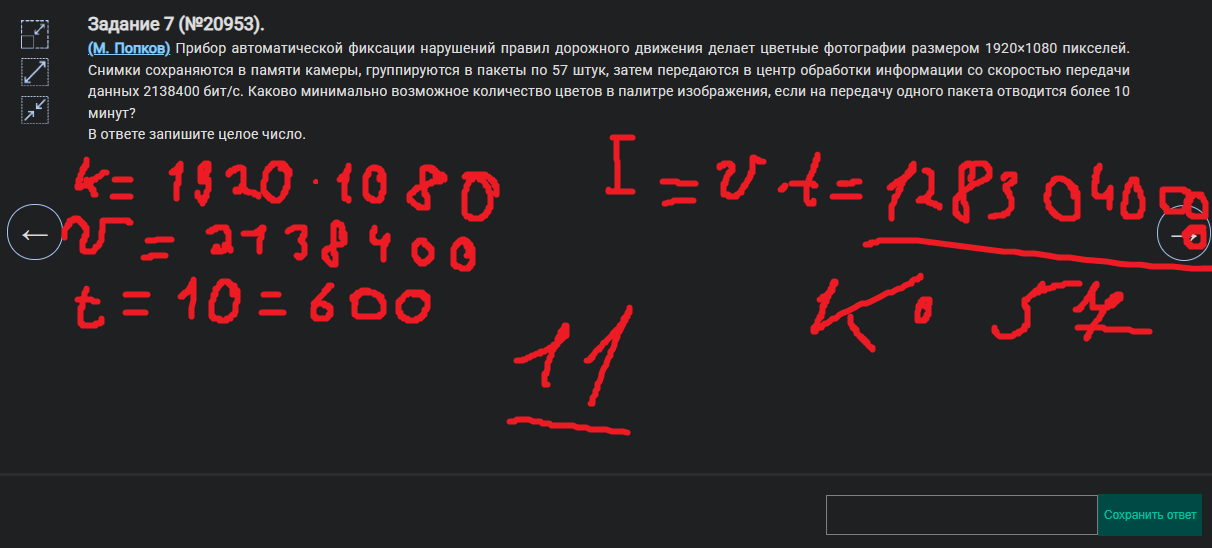 Задание 7 (№20953).
(М. Попков) Прибор автоматической фиксации нарушений правил дорожного движения делает цветные фотографии размером 1920×1080 пикселей.
Снимки сохраняются в памяти камеры, группируются в пакеты по 57 штук, затем передаются в центр обработки информации со скоростью передачи
данных 2138400 бит/с. Каково минимально возможное количество цветов в палитре изображения, если на передачу одного пакета отводится более 10
минут?
В ответе запишите целое число.
k = 1920 · 1080
I = v · t = 1283040000
v = 2138400
t = 10 = 600
K · 57
11
Сохранить ответ